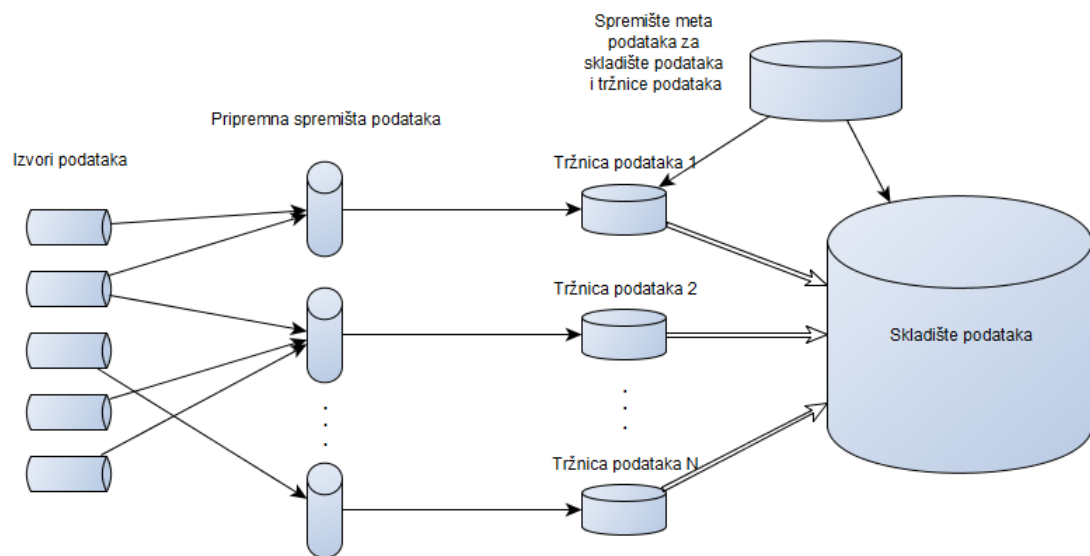 Spremište meta
podataka za
skladište podataka
i tržnice podataka
Pripremna spremišta podataka
Izvori podataka
Tržnica podataka 1
Tržnica podataka 2
Skladište podataka
Tržnica podataka N